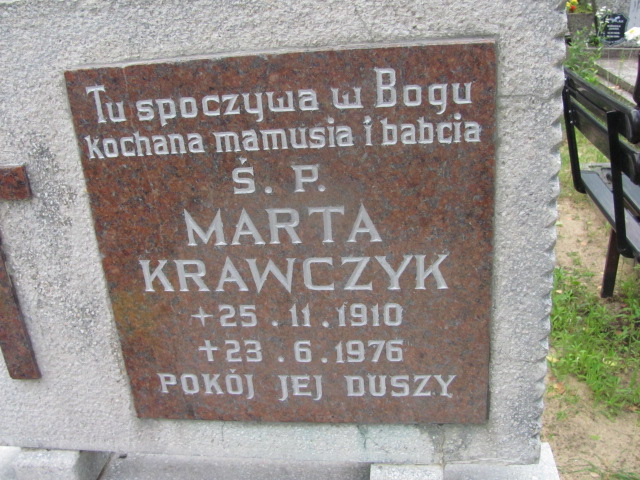 Tu spoczywa w Bogu
kochana mamusia i babcia
Ś. P.
MARTA
KRAWCZYK
+ 25 . 11 . 1910
+ 23 . 6 . 1976
POKÓJ JEJ DUSZY